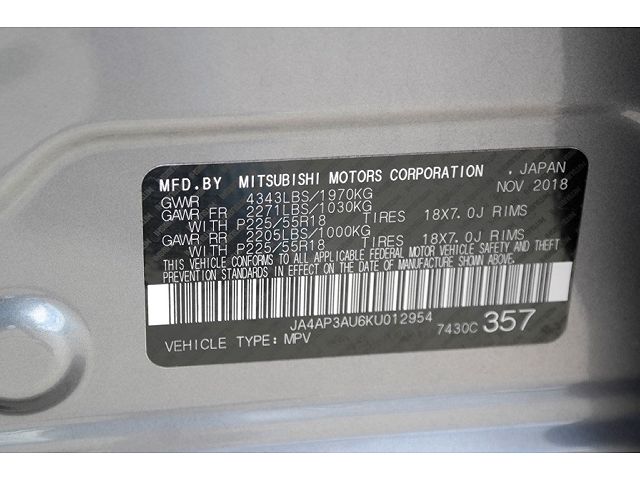 MFD.BY MITSUBISHI MOTORS CORPORATION , JAPAN
GVWR 4343LBS/1970KG NOV 2018
GAWR FR 2271LBS/1030KG
WITH P225/55R18 TIRES 18X7.0J RIMS
GAWR RR 2205LBS/1000KG
WITH P225/55R18 TIRES 18X7.0J RIMS
THIS VEHICLE CONFORMS TO ALL APPLICABLE FEDERAL MOTOR VEHICLE SAFETY AND THEFT
PREVENTION STANDARDS IN EFFECT ON THE DATE OF MANUFACTURE SHOWN ABOVE.
JA4AP3AU6KU012954
VEHICLE TYPE: MPV 7430C 357